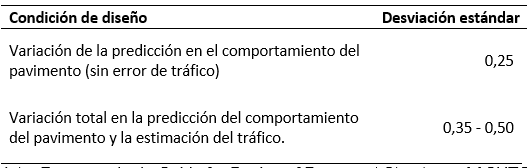 Condición de diseño Desviación estándar
Variación de la predicción en el comportamiento del
pavimento (sin error de tráfico)
0,25
Variación total en la predicción del comportamiento
del pavimento y la estimación del tráfico.
0,35 - 0,50